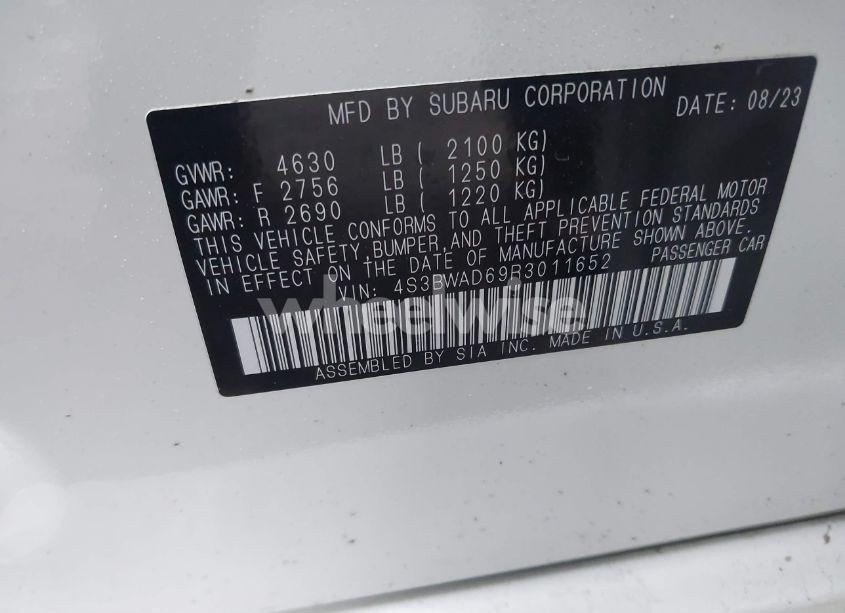 MFD BY SUBARU CORPORATION DATE: 08/23
GVWR: 4630 LB ( 2100 KG)
GAWR: F 2756 LB ( 1250 KG)
GAWR: R 2690 LB ( 1220 KG)
THIS VEHICLE CONFORMS TO ALL APPLICABLE FEDERAL MOTOR
VEHICLE SAFETY, BUMPER, AND THEFT PREVENTION STANDARDS
IN EFFECT ON THE DATE OF MANUFACTURE SHOWN ABOVE.
VIN: 4S3BWAD69R3011652 PASSENGER CAR
wheelwise
ASSEMBLED BY SIA INC. MADE IN U.S.A.